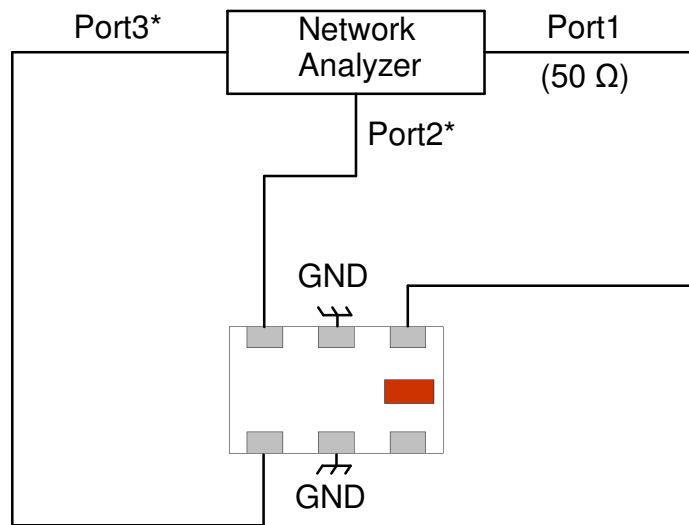 Port3*
Network
Analyzer
Port1
(50 Ω)
Port2*
GND
GND